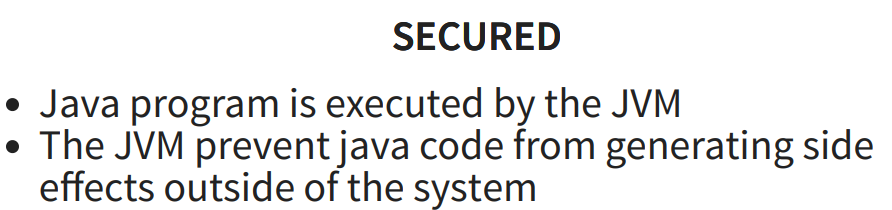 SECURED
• Java program is executed by the JVM
• The JVM prevent java code from generating side
effects outside of the system